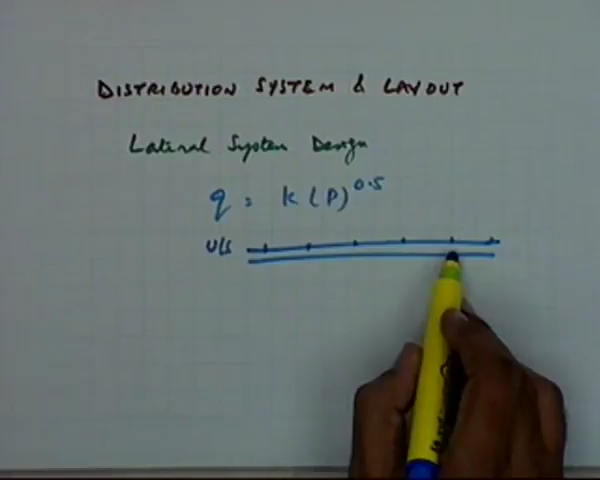 DISTRIBUTION SYSTEM & LAYOUT
Lateral System Design
q = K (P)^0.5
U/S